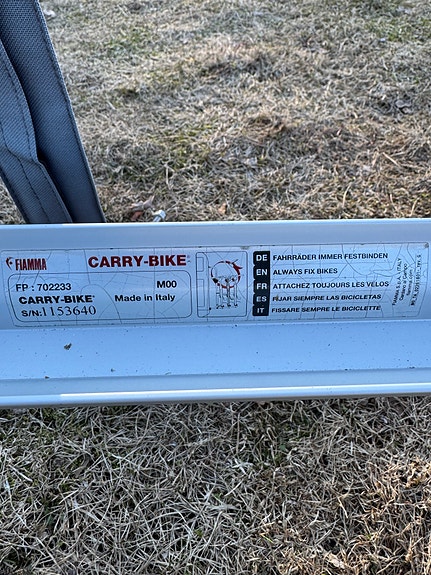 FIAMMA CARRY-BIKE
FP : 702233 M00
CARRY-BIKE® Made in Italy
S/N:1153640
DE FAHRRÄDER IMMER FESTBINDEN
EN ALWAYS FIX BIKES
FR ATTACHEZ TOUJOURS LES VELOS
ES FIJAR SIEMPRE LAS BICICLETAS
IT FISSARE SEMPRE LE BICICLETTE